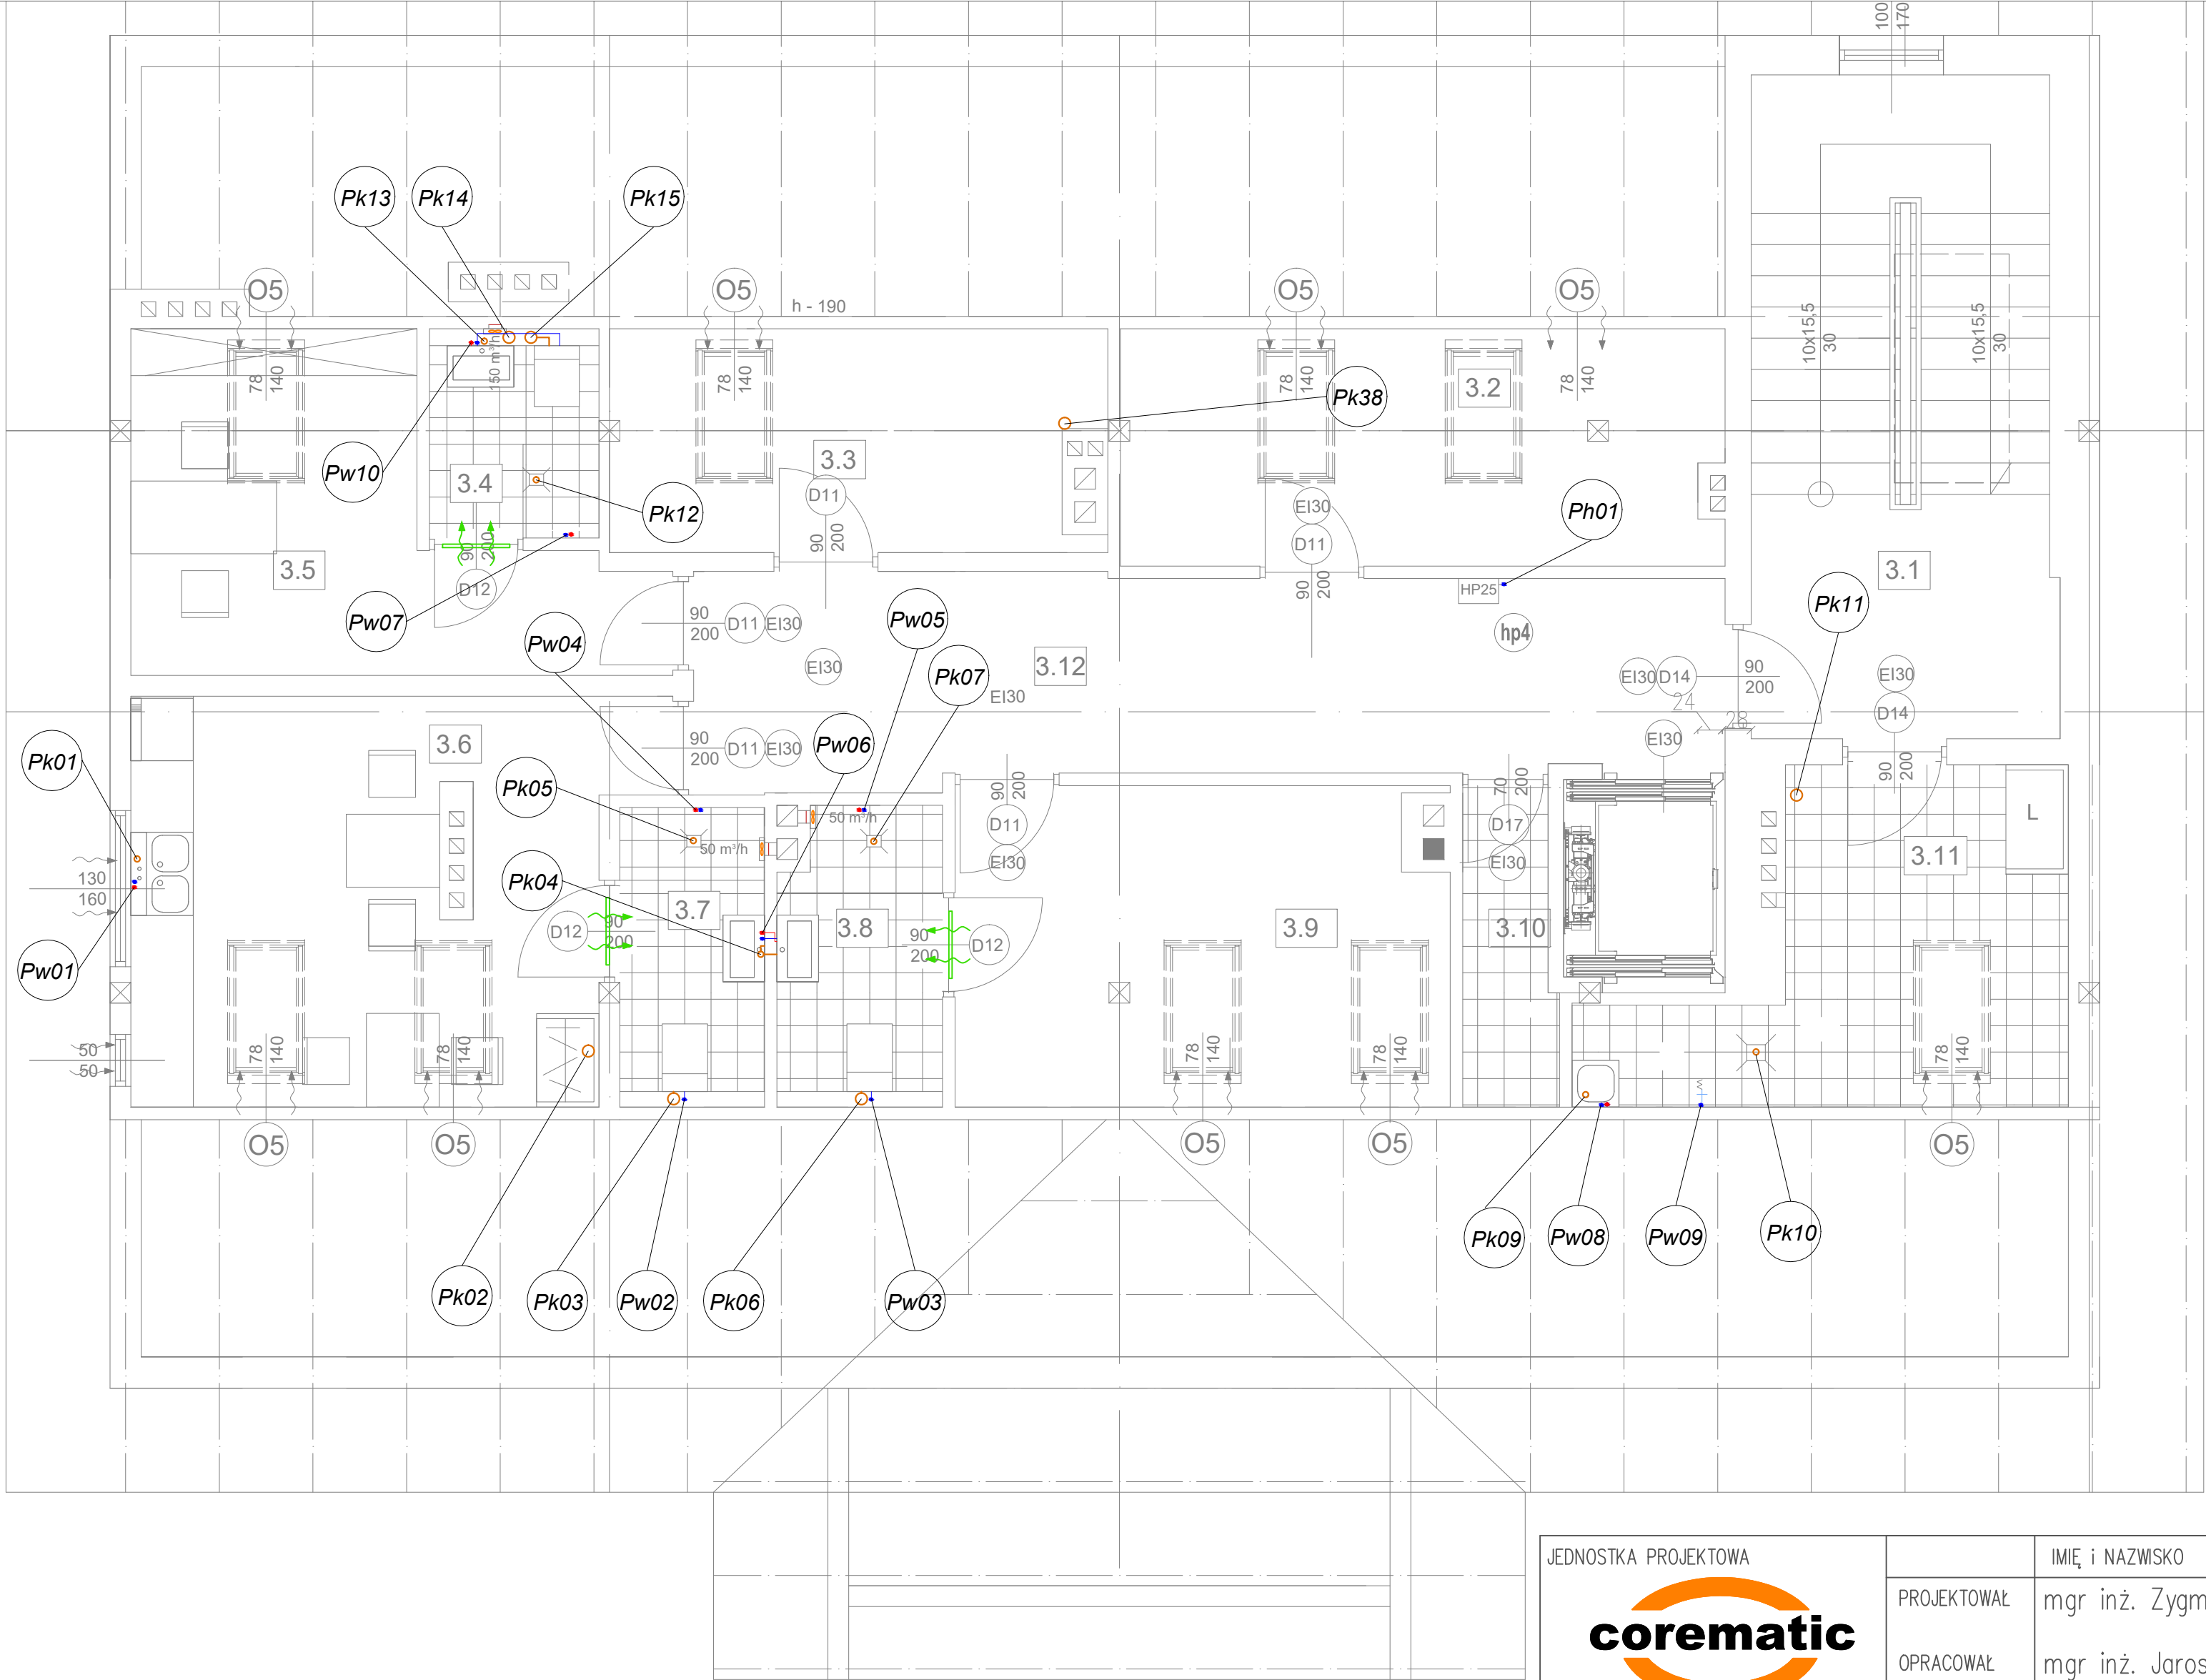 100
170
Pk13
Pk14
Pk15
O5
O5
h - 190
O5
O5
10x15,5
30
10x15,5
30
150 m³/h
78
140
78
140
78
140
3.2
78
140
Pk38
Pw10
3.4
3.3
D11
Pk12
EI30
Ph01
D11
90
200
90
200
90
200
3.5
D12
HP25
3.1
Pw07
Pw04
90
200
D11
EI30
Pw05
hp4
Pk11
EI30
3.12
Pk07
EI30
EI30
D14
90
200
EI30
24
28
D14
3.6
90
200
D11
EI30
Pw06
EI30
Pk01
Pk05
90
200
70
200
90
200
50 m³/h
D11
D17
L
50 m³/h
EI30
EI30
3.11
130
160
Pk04
3.7
3.8
3.9
3.10
D12
90
200
90
200
D12
Pw01
50
50
78
140
78
140
78
140
78
140
78
140
O5
O5
O5
O5
O5
Pk09
Pw08
Pw09
Pk10
Pk02
Pk03
Pw02
Pk06
Pw03
JEDNOSTKA PROJEKTOWA
IMIĘ i NAZWISKO
corematic
PROJEKTOWAŁ
mgr inż. Zygm
OPRACOWAŁ
mgr inż. Jaros